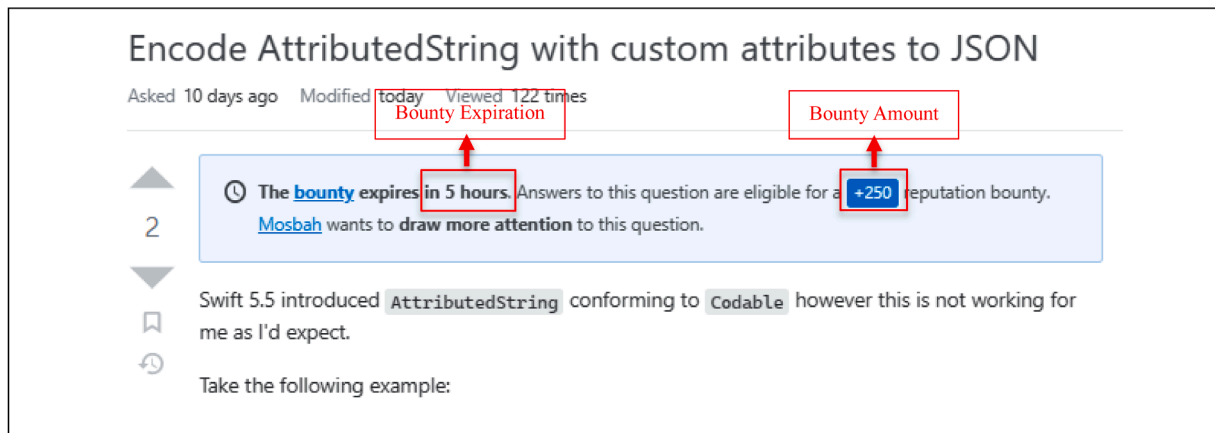 Encode AttributedString with custom attributes to JSON
Asked 10 days ago Modified today Viewed 122 times
Bounty Expiration
Bounty Amount
The bounty expires in 5 hours. Answers to this question are eligible for a +250 reputation bounty.
Mosbah wants to draw more attention to this question.
2
Swift 5.5 introduced AttributedString conforming to Codable however this is not working for
me as I'd expect.
Take the following example: